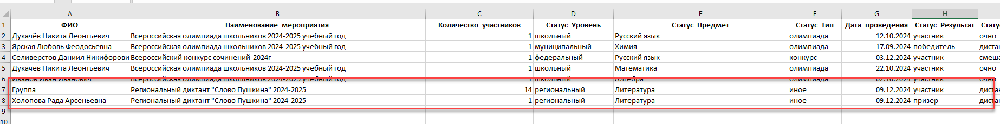 A B C D E F G H
1 ФИО Наименование_мероприятия Количество_участников Статус_Уровень Статус_Предмет Статус_Тип Дата_проведения Статус_Результат Стату
2 Дукачёв Никита Леонтьевич Всероссийская олимпиада школьников 2024-2025 учебный год 1 школьный Русский язык олимпиада 12.10.2024 участник очно
3 Ярская Любовь Феодосьевна Всероссийская олимпиада школьников 2024-2025 учебный год 1 муниципальный Химия олимпиада 17.09.2024 победитель диста
4 Селиверстов Даниил Никифорови Всероссийский конкурс сочинений-2024г 1 федеральный Русский язык конкурс 03.12.2024 участник смеша
5 Дукачёв Никита Леонтьевич Всероссийская олимпиада школьников 2024-2025 учебный год 1 школьный Математика олимпиада 22.10.2024 участник очно
6 Иванов Иван Иванович Всероссийская олимпиада школьников 2024-2025 учебный год 1 школьный Алгебра олимпиада 02.10.2024 участник очно
7 Группа Региональный диктант "Слово Пушкина" 2024-2025 14 региональный Литература иное 09.12.2024 участник дистан
8 Холопова Рада Арсеньевна Региональный диктант "Слово Пушкина" 2024-2025 1 региональный Литература иное 09.12.2024 призер дистан
9
10